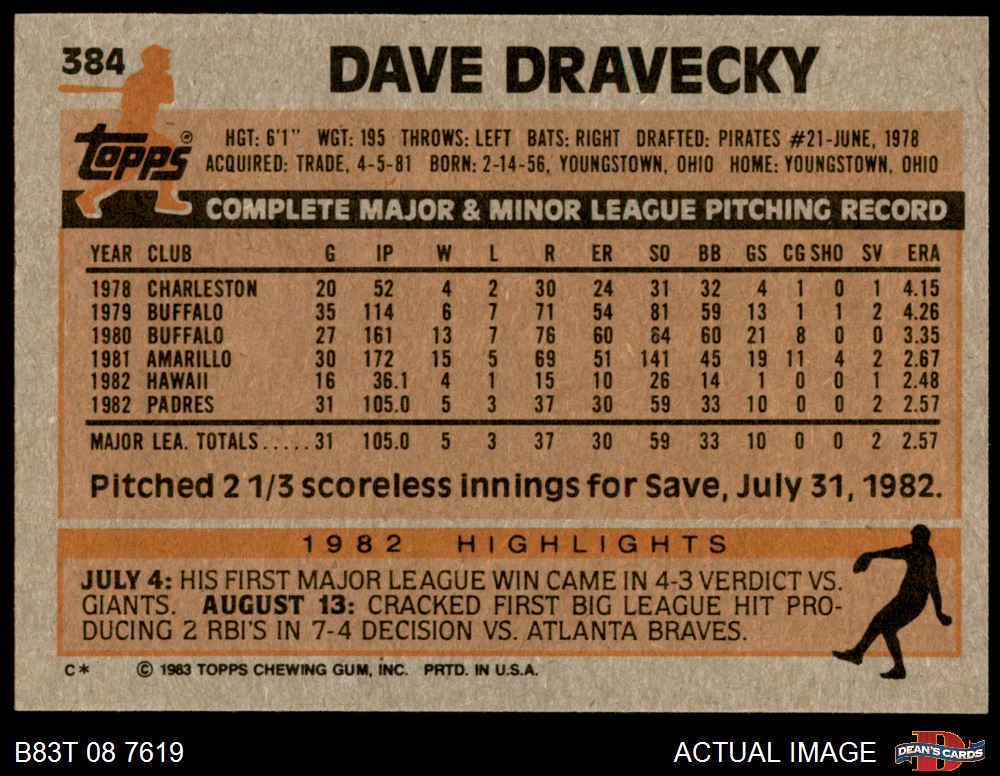 384
DAVE DRAVECKY
Topps®
HGT: 6'1" WGT: 195 THROWS: LEFT BATS: RIGHT DRAFTED: PIRATES #21-JUNE, 1978
ACQUIRED: TRADE, 4-5-81 BORN: 2-14-56, YOUNGSTOWN, OHIO HOME: YOUNGSTOWN, OHIO
COMPLETE MAJOR & MINOR LEAGUE PITCHING RECORD
YEAR CLUB G IP W L R ER SO BB GS CG SHO SV ERA
1978 CHARLESTON 20 52 4 2 30 24 31 32 4 1 0 1 4.15
1979 BUFFALO 35 114 6 7 71 54 81 59 13 1 1 2 4.26
1980 BUFFALO 27 161 13 7 76 60 64 60 21 8 0 0 3.35
1981 AMARILLO 30 172 15 5 69 51 141 45 19 11 4 2 2.67
1982 HAWAII 16 36.1 4 1 15 10 26 14 1 0 0 1 2.48
1982 PADRES 31 105.0 5 3 37 30 59 33 10 0 0 2 2.57
MAJOR LEA. TOTALS.....31 105.0 5 3 37 30 59 33 10 0 0 2 2.57
Pitched 2 1/3 scoreless innings for Save, July 31, 1982.
1982 HIGHLIGHTS
JULY 4: HIS FIRST MAJOR LEAGUE WIN CAME IN 4-3 VERDICT VS.
GIANTS. AUGUST 13: CRACKED FIRST BIG LEAGUE HIT PRO-
DUCING 2 RBI'S IN 7-4 DECISION VS. ATLANTA BRAVES.
C* © 1983 TOPPS CHEWING GUM, INC. PRTD. IN U.S.A.
B83T 08 7619 ACTUAL IMAGE D DEAN'S CARDS